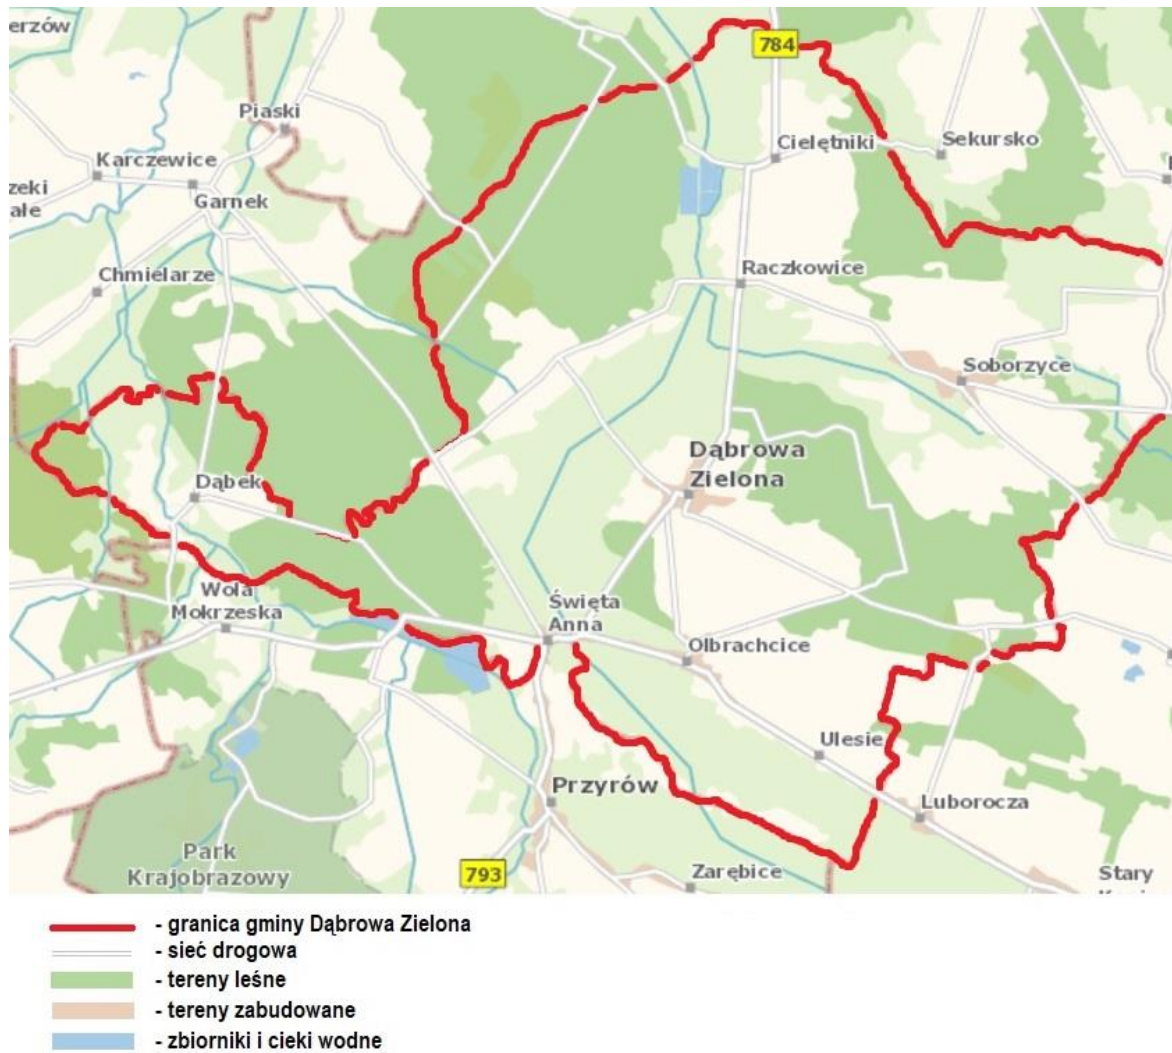 erzów
784
Piaski
Cielętniki
Sekursko
Karczewice
zeki
ałe
Garnek
Raczkowice
Chmielarze
Soborzyce
Dąbrowa
Zielona
Dąbek
Wola
Mokrzeska
Święta
Anna
Olbrachcice
Ulesie
Przyrów
Luborocza
Park
Krajobrazowy
793
Zarębice
Stary
- granica gminy Dąbrowa Zielona
- sieć drogowa
- tereny leśne
- tereny zabudowane
- zbiorniki i cieki wodne